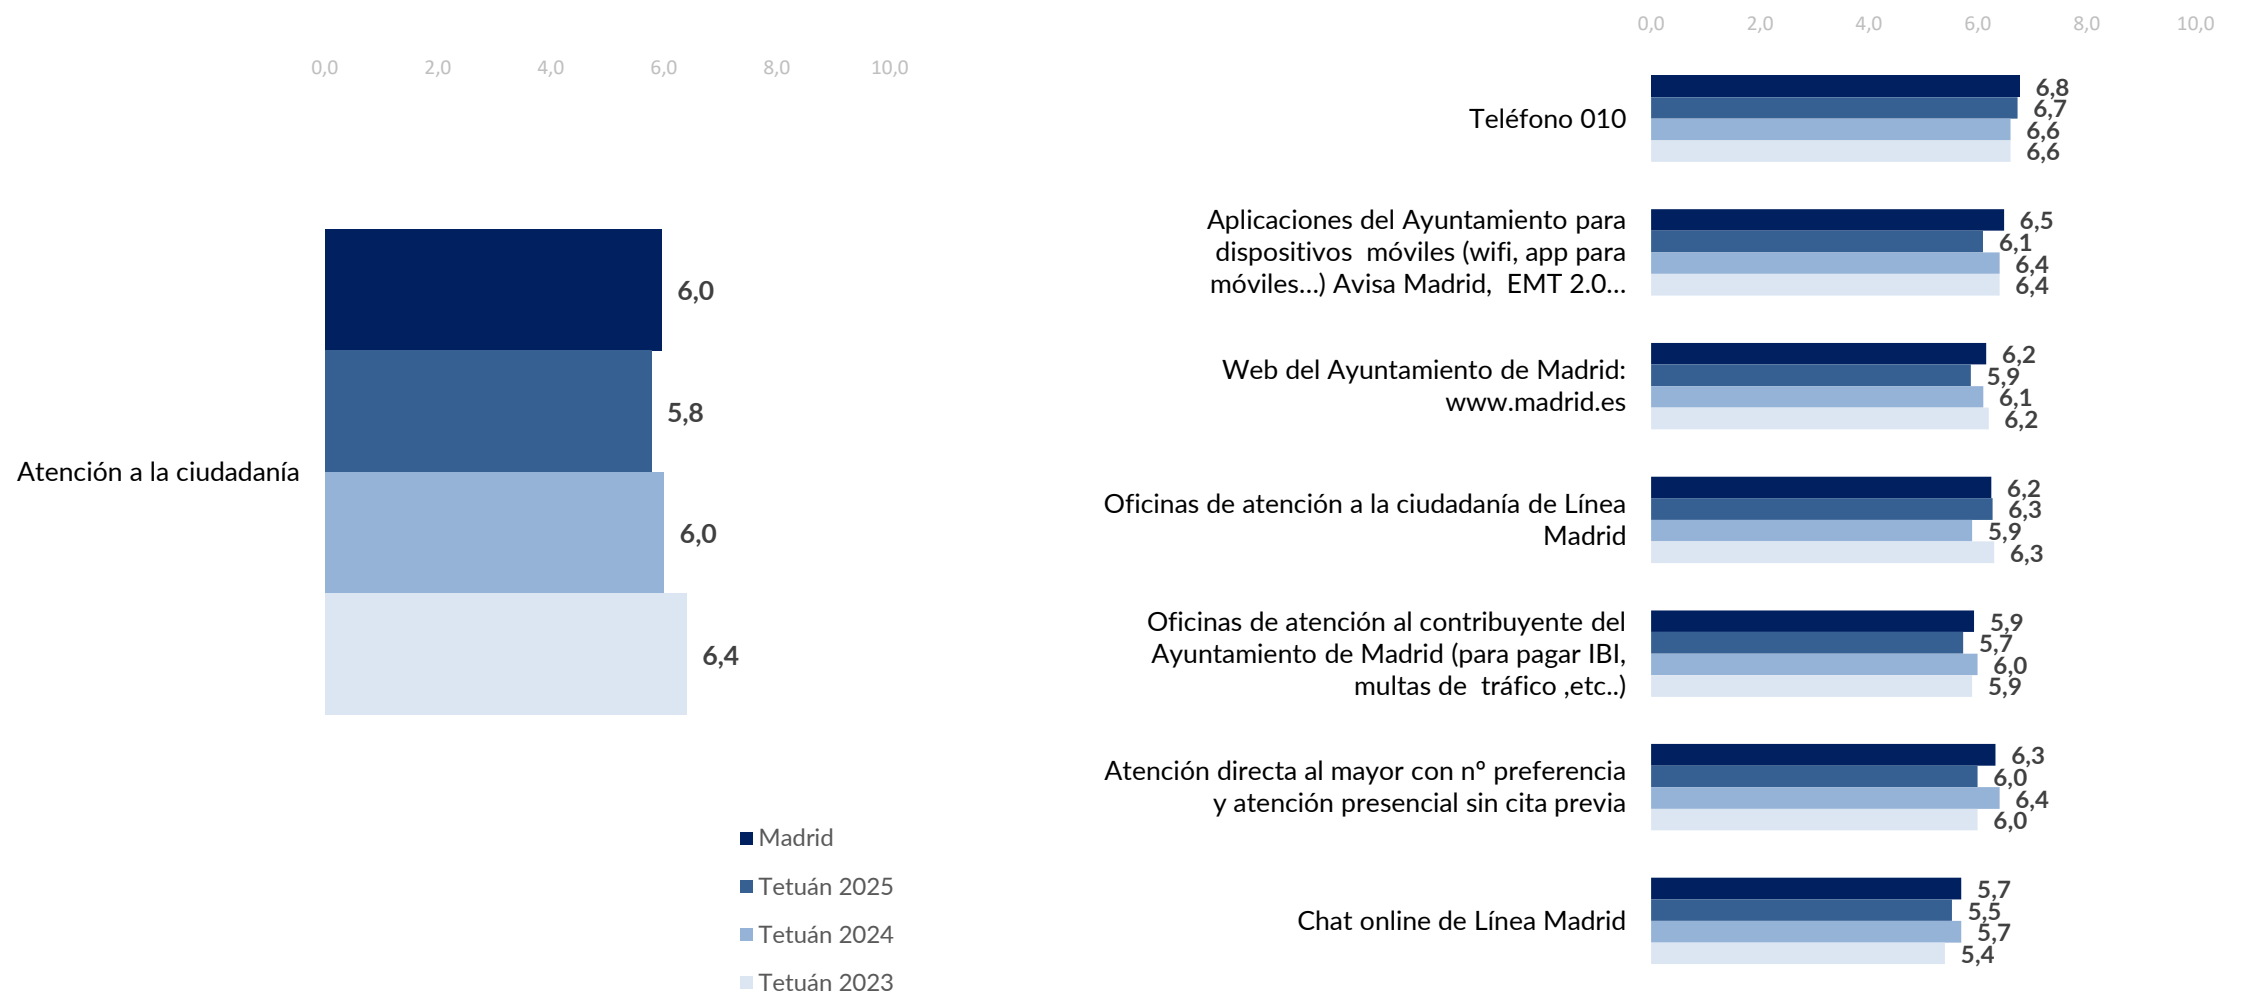 0,0 2,0 4,0 6,0 8,0 10,0
Atención a la ciudadanía
6,0
5,8
6,0
6,4
Madrid
Tetuán 2025
Tetuán 2024
Tetuán 2023
0,0 2,0 4,0 6,0 8,0 10,0
Teléfono 010
6,8
6,7
6,6
6,6
Aplicaciones del Ayuntamiento para
dispositivos  móviles (wifi, app para
móviles...) Avisa Madrid,  EMT 2.0...
6,5
6,1
6,4
6,4
Web del Ayuntamiento de Madrid:
www.madrid.es
6,2
5,9
6,1
6,2
Oficinas de atención a la ciudadanía de Línea
Madrid
6,2
6,3
5,9
6,3
Oficinas de atención al contribuyente del
Ayuntamiento de Madrid (para pagar IBI,
multas de  tráfico ,etc..)
5,9
5,7
6,0
5,9
Atención directa al mayor con nº preferencia
y atención presencial sin cita previa
6,3
6,0
6,4
6,0
Chat online de Línea Madrid
5,7
5,5
5,7
5,4